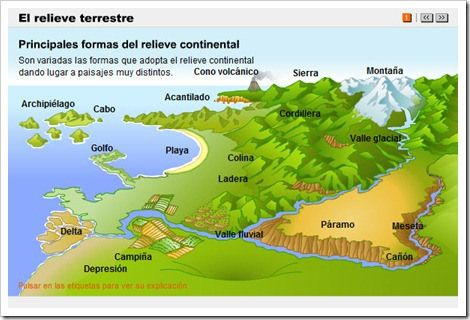 El relieve terrestre
1
Principales formas del relieve continental
Son variadas las formas que adopta el relieve continental
dando lugar a paisajes muy distintos.
Cono volcánico
Sierra
Montaña
Archipiélago
Cabo
Acantilado
Cordillera
Valle glacial
Golfo
Playa
Colina
Ladera
Delta
Campiña
Depresión
Valle fluvial
Páramo
Meseta
Cañón
Pulsar en las etiquetas para ver su explicación